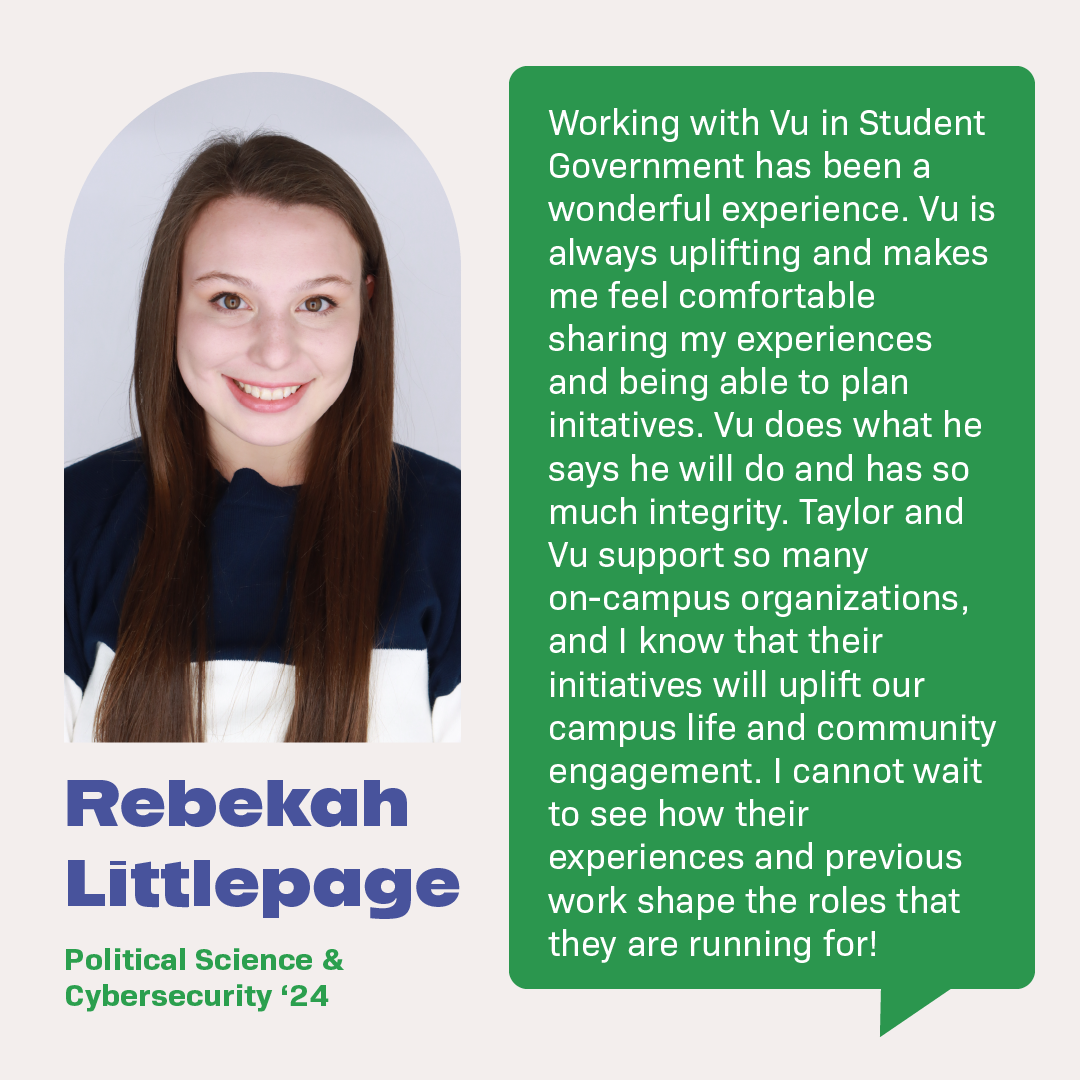 Working with Vu in Student
Government has been a
wonderful experience. Vu is
always uplifting and makes
me feel comfortable
sharing my experiences
and being able to plan
initatives. Vu does what he
says he will do and has so
much integrity. Taylor and
Vu support so many
on-campus organizations,
and I know that their
initiatives will uplift our
campus life and community
engagement. I cannot wait
to see how their
experiences and previous
work shape the roles that
they are running for!
Rebekah
Littlepage
Political Science &
Cybersecurity ‘24